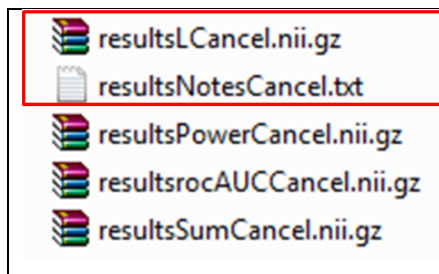 resultsLCancel.nii.gz
resultsNotesCancel.txt
resultsPowerCancel.nii.gz
resultsrocAUCCancel.nii.gz
resultsSumCancel.nii.gz